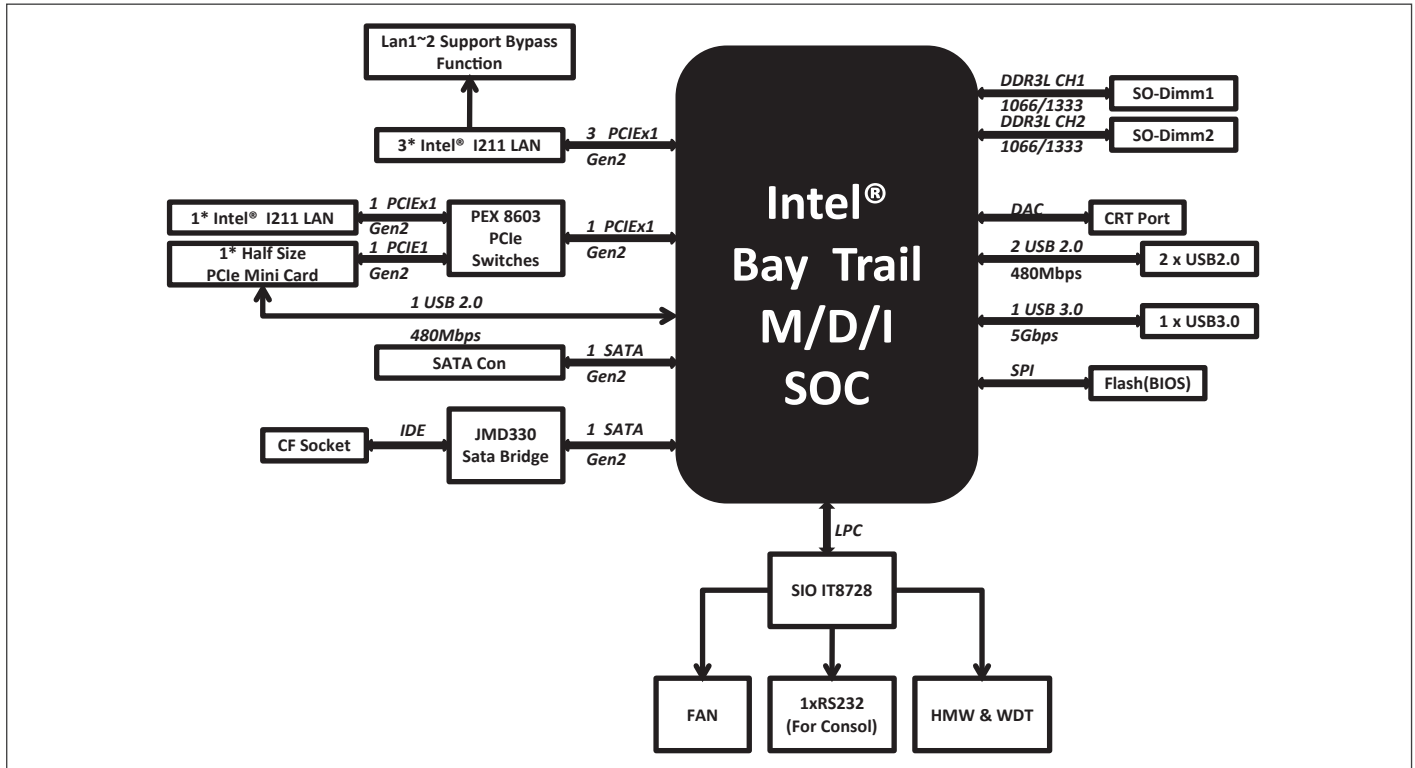 Lan1~2 Support Bypass
Function
3* Intel® I211 LAN
3 PCIEx1
Gen2
1* Intel® I211 LAN
1 PCIEx1
Gen2
1* Half Size
PCIe Mini Card
1 PCIE1
Gen2
PEX 8603
PCIe
Switches
1 PCIEx1
Gen2
1 USB 2.0
480Mbps
SATA Con
1 SATA
Gen2
CF Socket
IDE
JMD330
Sata Bridge
1 SATA
Gen2
Intel®
Bay Trail
M/D/I
SOC
DDR3L CH1
1066/1333
SO-Dimm1
DDR3L CH2
1066/1333
SO-Dimm2
DAC
CRT Port
2 USB 2.0
480Mbps
2 x USB2.0
1 USB 3.0
5Gbps
1 x USB3.0
SPI
Flash(BIOS)
LPC
SIO IT8728
FAN
1xRS232
(For Consol)
HMW & WDT